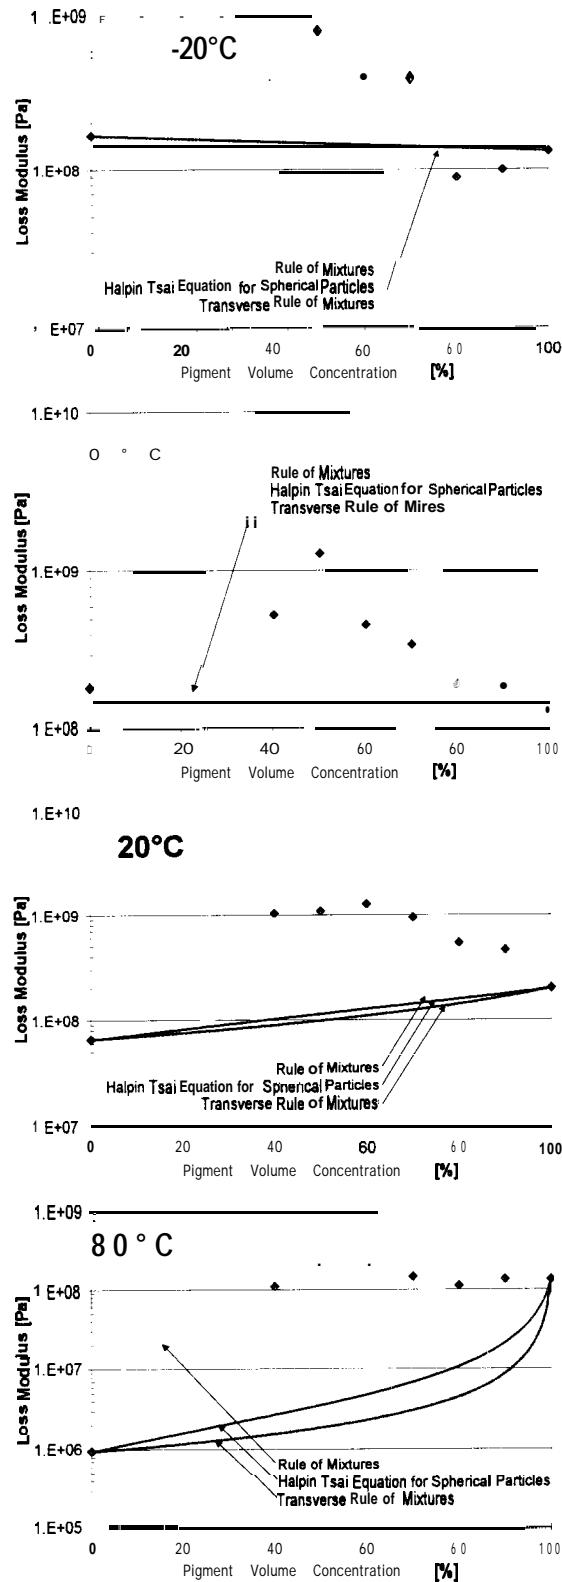 1 .E+09 F
-20°C
Loss Modulus [Pa]
1.E+08
Rule of Mixtures
Halpin Tsai Equation for Spherical Particles
Transverse Rule of Mixtures
, E+07
0 20 40 60 60 100
Pigment Volume Concentration [%]
1.E+10
0 ° C
Rule of Mixtures
Halpin Tsai Equation for Spherical Particles
Transverse Rule of Mires
ii
Loss Modulus [Pa]
1.E+09
1 E+08
20 40 60 60 100
Pigment Volume Concentration [%]
1.E+10
20°C
Loss Modulus [Pa]
1.E+09
1 E+08
Rule of Mixtures
Halpin Tsai Equation for Spherical Particles
Transverse Rule of Mixtures
1 E+07
0 20 40 60 60 100
Pigment Volume Concentration [%]
1.E+09
80°C
Loss Modulus [Pa]
1 E+08
1.E+07
1.E+06
Rule of Mixtures
Halpin Tsai Equation for Spherical Particles
Transverse Rule of Mixtures
1.E+05
0 20 40 60 60 100
Pigment Volume Concentration [%]